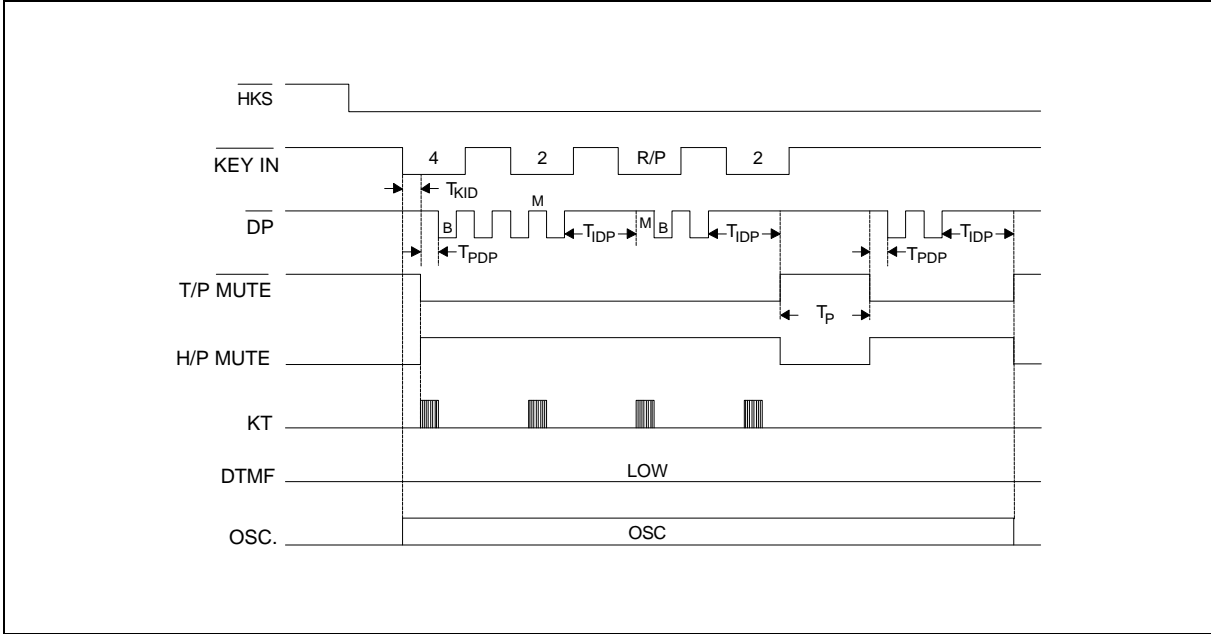 HKS
KEY IN 4 2 R/P 2
TKID
M
DP B TIDP M B TIDP TIDP
TPDP TPDP
T/P MUTE
TP
H/P MUTE
KT
DTMF LOW
OSC. OSC